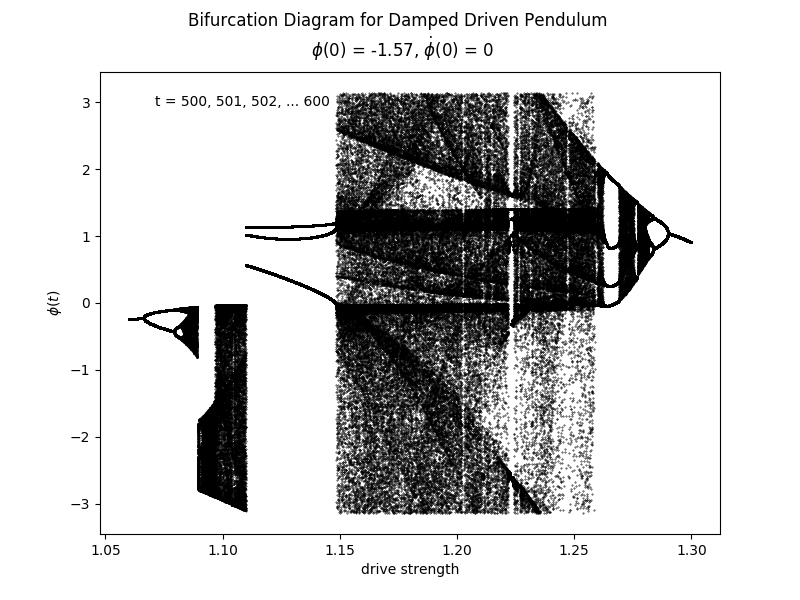 Bifurcation Diagram for Damped Driven Pendulum
ϕ(0) = -1.57, ϕ̇(0) = 0
t = 500, 501, 502, ... 600
3
2
1
0
−1
−2
−3
ϕ(t)
1.05 1.10 1.15 1.20 1.25 1.30
drive strength